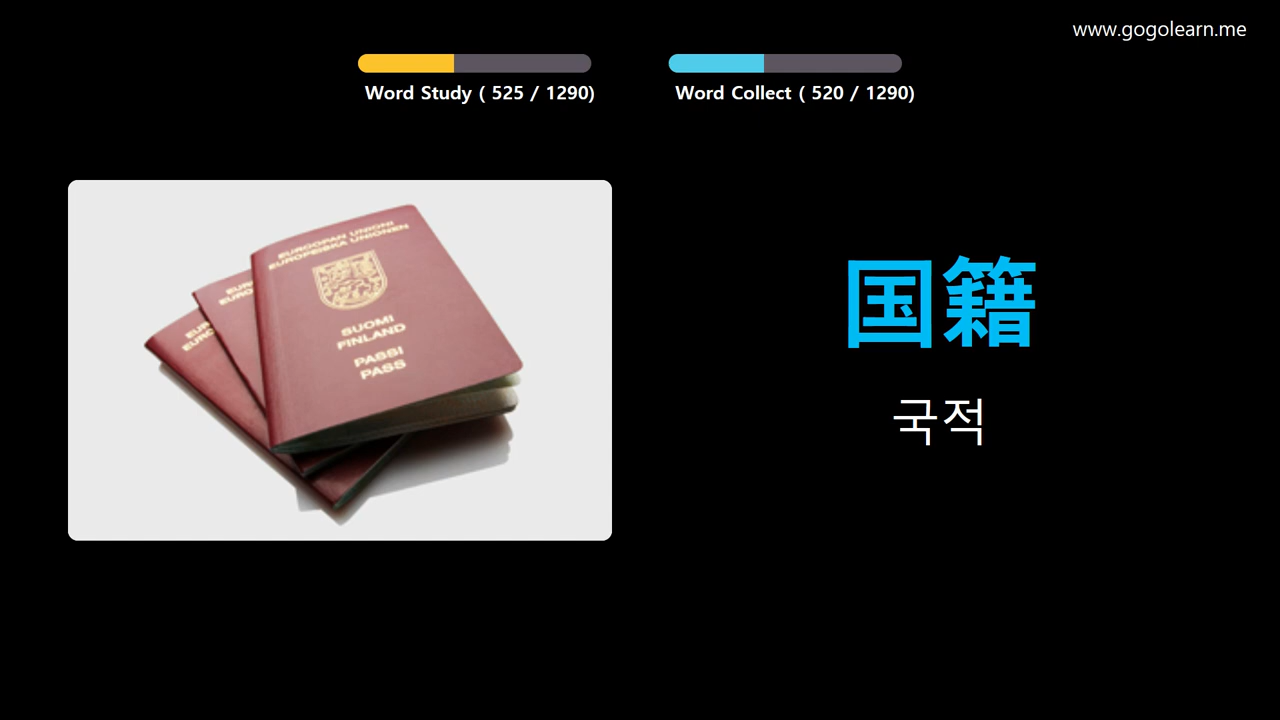 www.gogolearn.me
Word Study ( 525 / 1290)
Word Collect ( 520 / 1290)
EUROOPAN UNIONI
EUROPEISKA UNIONEN
SUOMI
FINLAND
PASSI
PASS
国籍
국적